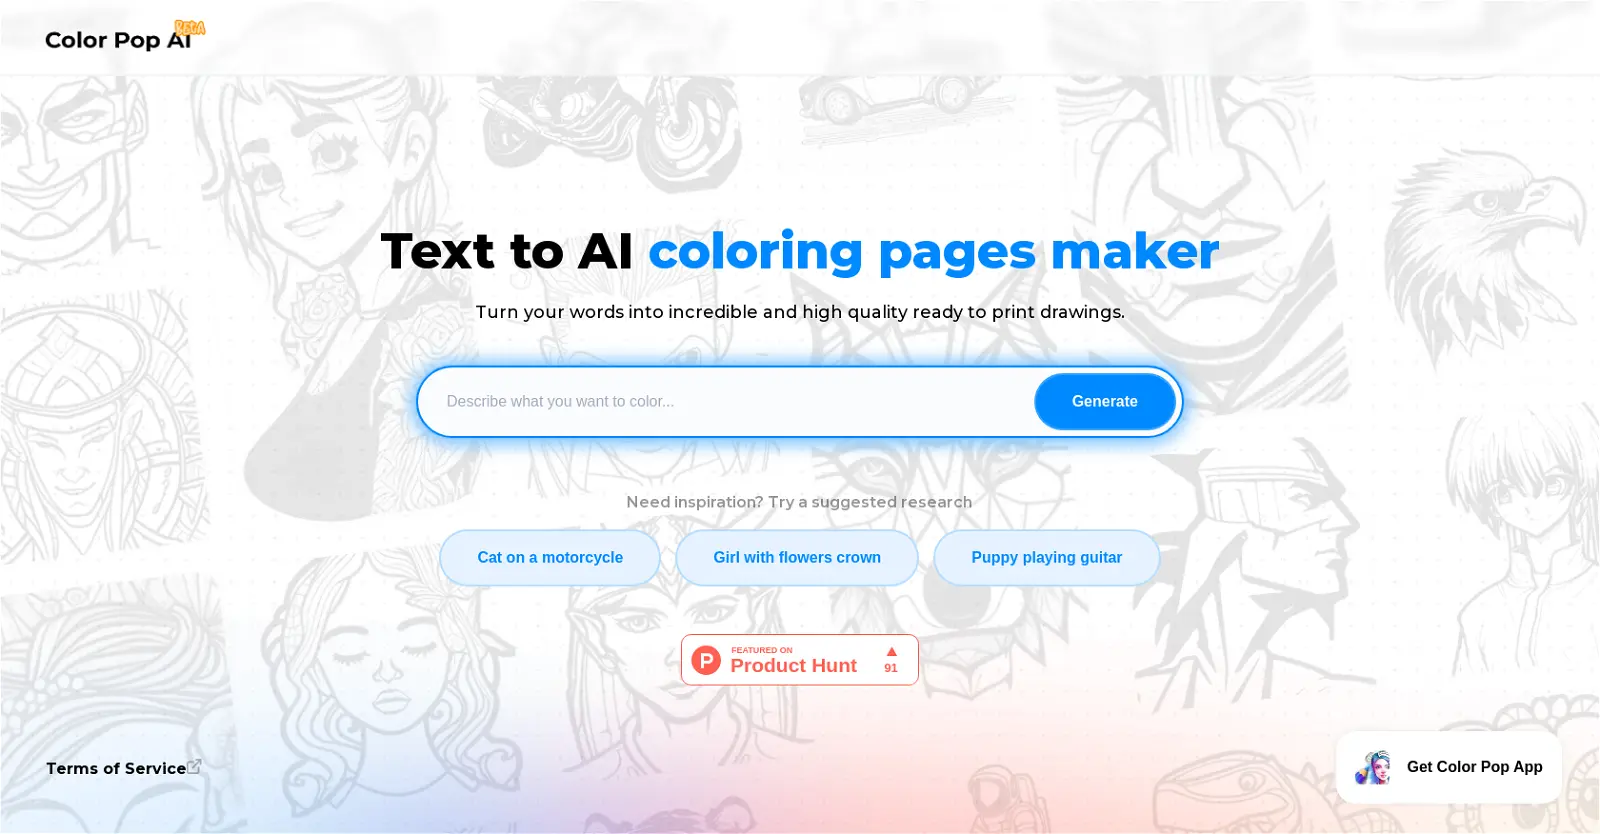 Color Pop AI
BETA
Text to AI coloring pages maker
Turn your words into incredible and high quality ready to print drawings.
Describe what you want to color...
Generate
Need inspiration? Try a suggested research
Cat on a motorcycle
Girl with flowers crown
Puppy playing guitar
P
FEATURED ON
Product Hunt
▲
91
Terms of Service
Get Color Pop App